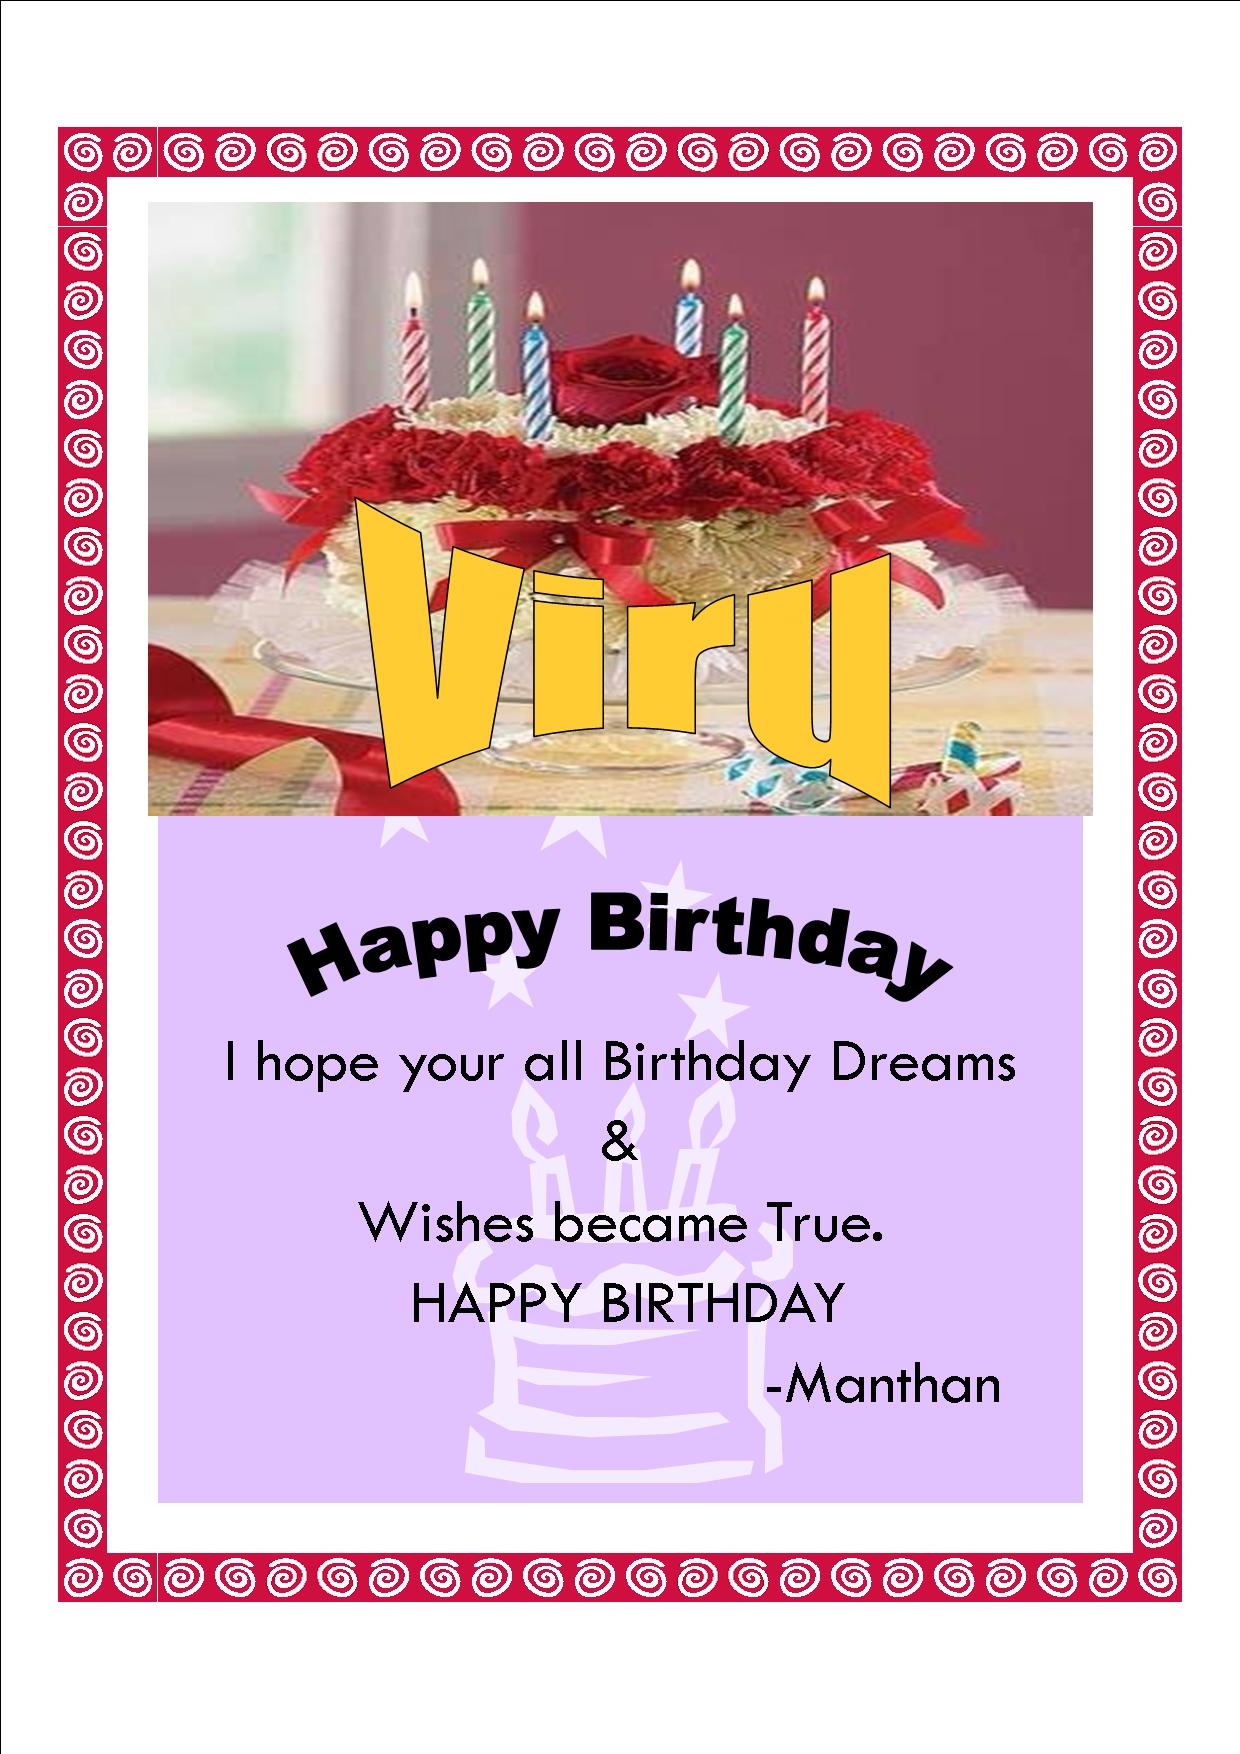 Viru
Happy Birthday
I hope your all Birthday Dreams
&
Wishes became True.
HAPPY BIRTHDAY
-Manthan